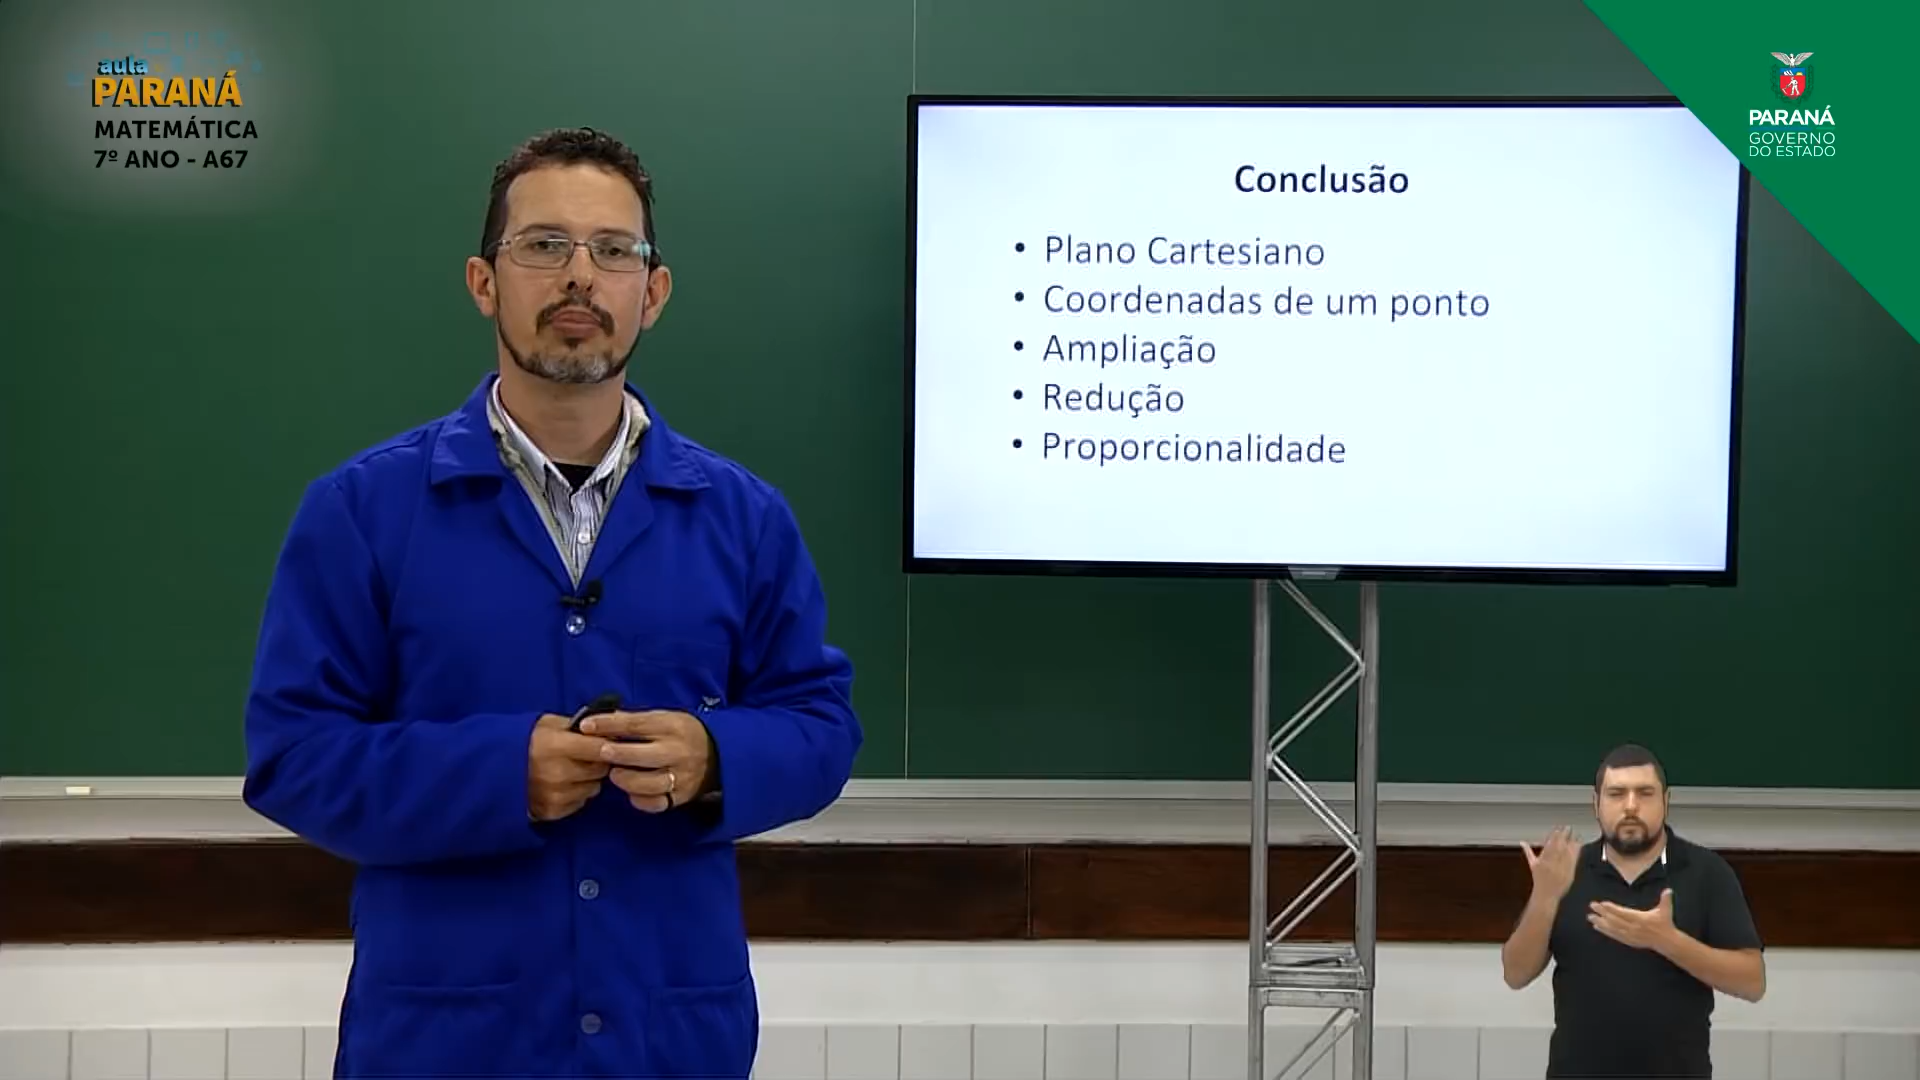 aula
PARANÁ
MATEMÁTICA
7º ANO - A67
PARANÁ
GOVERNO
DO ESTADO
Conclusão
• Plano Cartesiano
• Coordenadas de um ponto
• Ampliação
• Redução
• Proporcionalidade